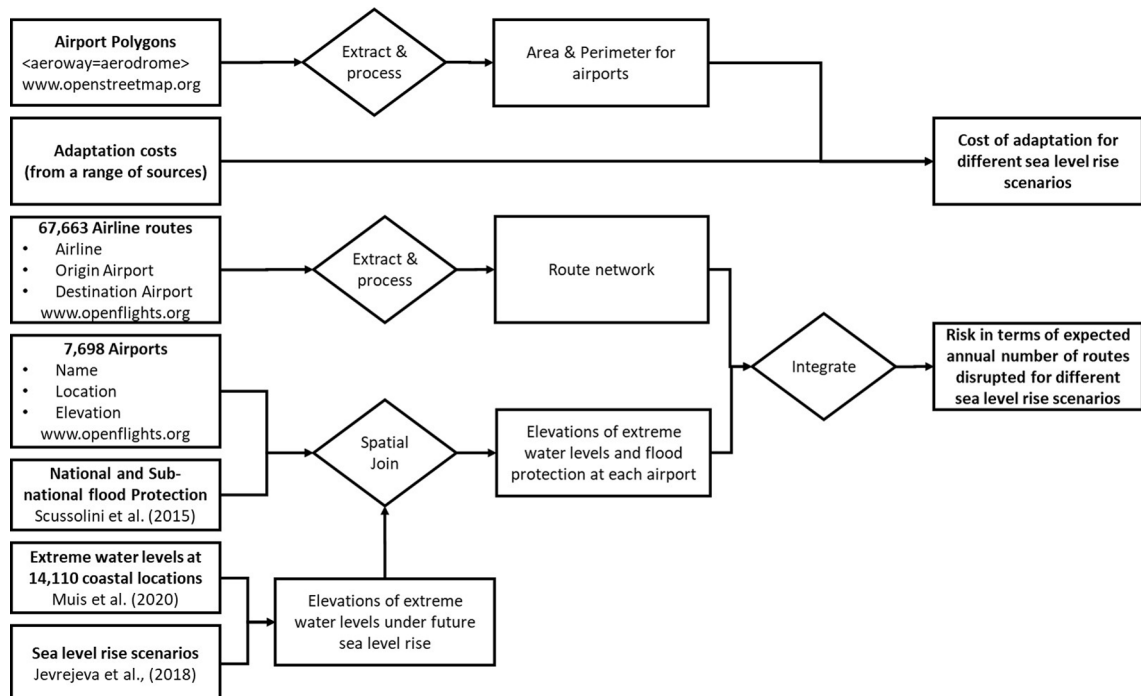 Airport Polygons
<aeroway=aerodrome>
www.openstreetmap.org
Extract &
process
Area & Perimeter for
airports
Adaptation costs
(from a range of sources)
Cost of adaptation for
different sea level rise
scenarios
67,663 Airline routes
• Airline
• Origin Airport
• Destination Airport
www.openflights.org
Extract &
process
Route network
7,698 Airports
• Name
• Location
• Elevation
www.openflights.org
Integrate
Risk in terms of expected
annual number of routes
disrupted for different
sea level rise scenarios
Spatial
Join
Elevations of extreme
water levels and flood
protection at each airport
National and Sub-
national flood Protection
Scussolini et al. (2015)
Extreme water levels at
14,110 coastal locations
Muis et al. (2020)
Elevations of extreme
water levels under future
sea level rise
Sea level rise scenarios
Jevrejeva et al., (2018)